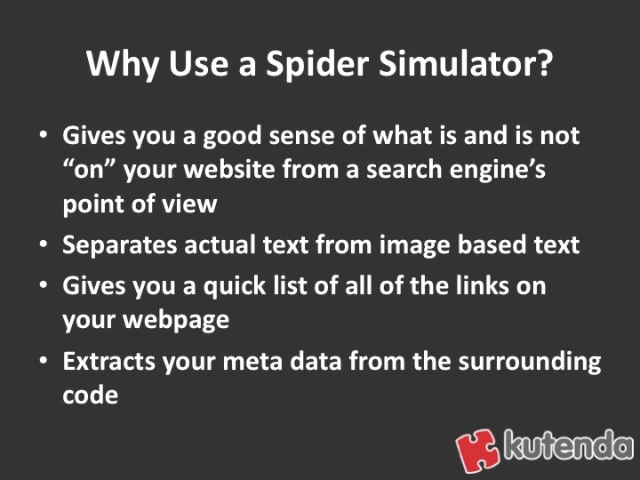 Why Use a Spider Simulator?
• Gives you a good sense of what is and is not
“on” your website from a search engine’s
point of view
• Separates actual text from image based text
• Gives you a quick list of all of the links on
your webpage
• Extracts your meta data from the surrounding
code
kutenda